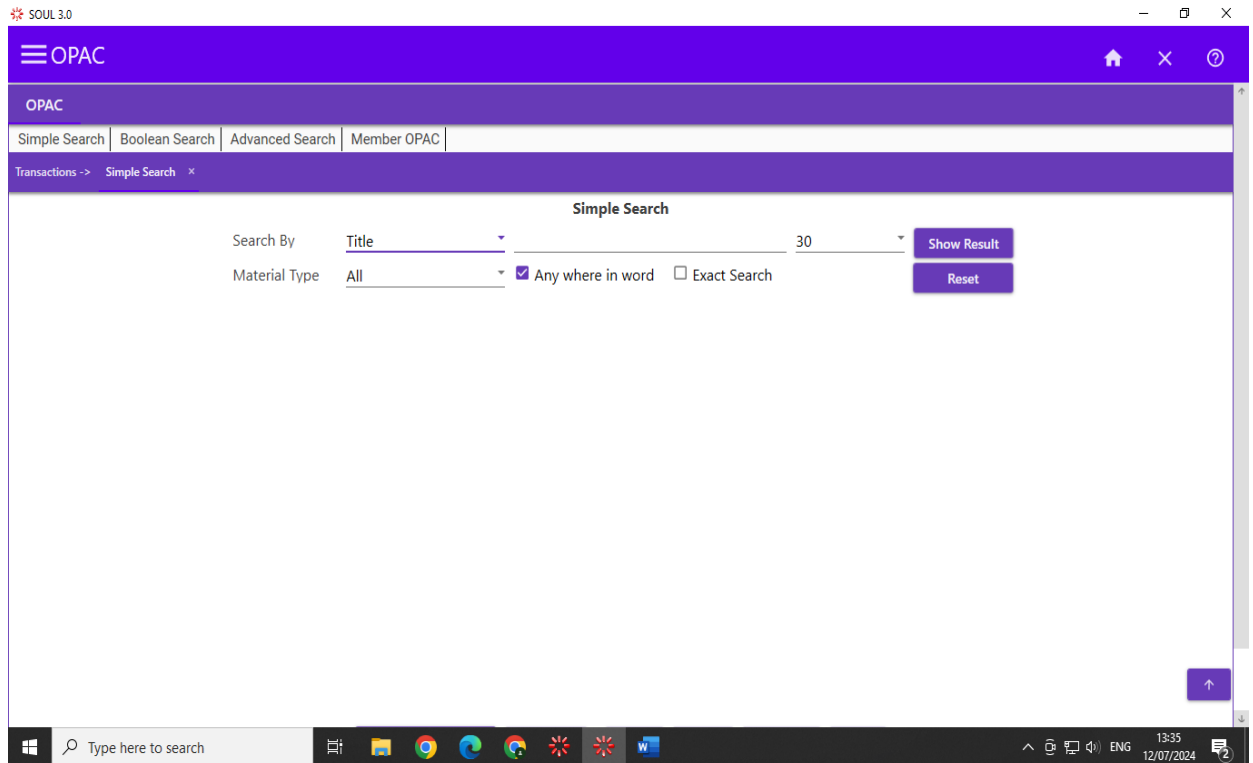 SOUL 3.0
OPAC
OPAC
Simple Search Boolean Search Advanced Search Member OPAC
Transactions -> Simple Search ×
Simple Search
Search By Title 30 Show Result
Material Type All Any where in word Exact Search Reset
Type here to search W ENG 13:35
12/07/2024 2